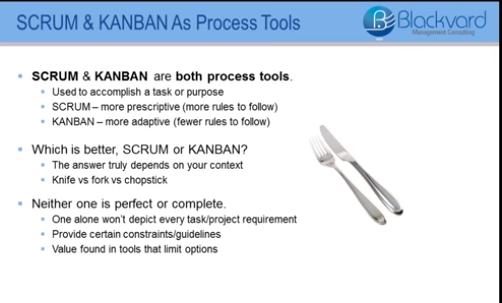 SCRUM & KANBAN As Process Tools
Blackvard
Management Consulting
SCRUM & KANBAN are both process tools.
Used to accomplish a task or purpose
SCRUM – more prescriptive (more rules to follow)
KANBAN – more adaptive (fewer rules to follow)
Which is better, SCRUM or KANBAN?
The answer truly depends on your context
Knife vs fork vs chopstick
Neither one is perfect or complete.
One alone won't depict every task/project requirement
Provide certain constraints/guidelines
Value found in tools that limit options